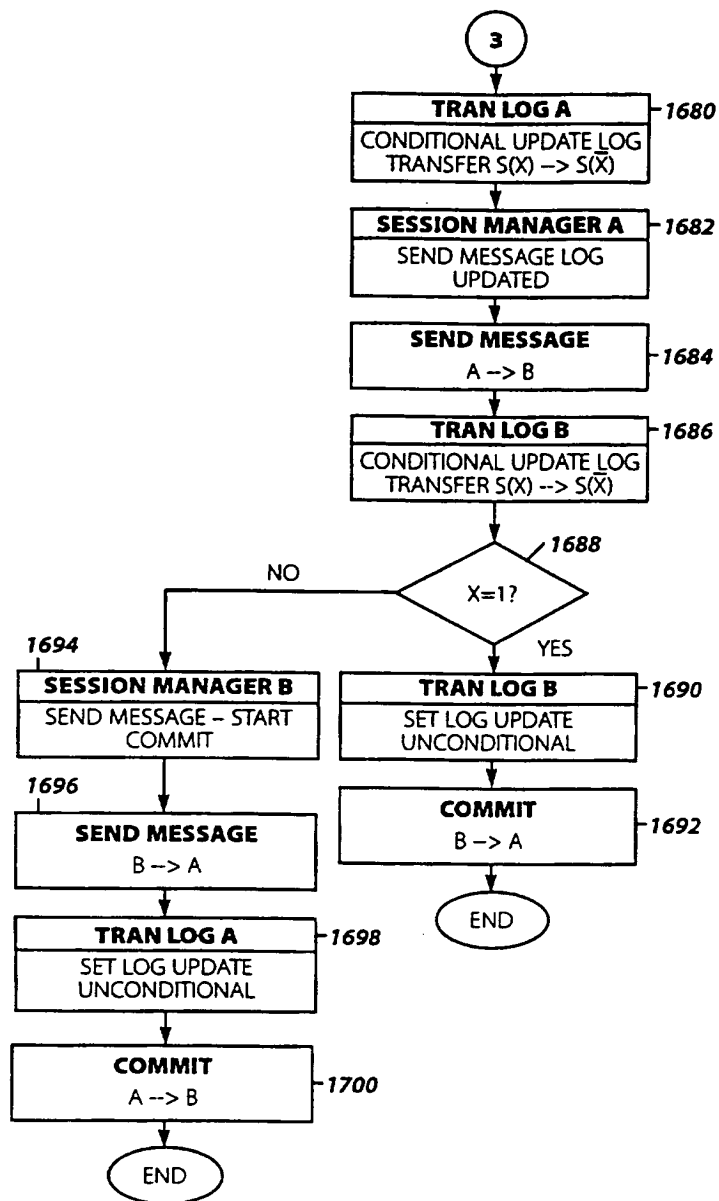 3
TRAN LOG A
1680
CONDITIONAL UPDATE LOG
TRANSFER S(X) –> S(X̅)
SESSION MANAGER A
1682
SEND MESSAGE LOG
UPDATED
SEND MESSAGE
1684
A –> B
TRAN LOG B
1686
CONDITIONAL UPDATE LOG
TRANSFER S(X) --> S(X̅)
1688
X=1?
NO
YES
1694
SESSION MANAGER B
SEND MESSAGE – START
COMMIT
1696
SEND MESSAGE
B –> A
TRAN LOG A
1698
SET LOG UPDATE
UNCONDITIONAL
COMMIT
1700
A --> B
END
TRAN LOG B
1690
SET LOG UPDATE
UNCONDITIONAL
COMMIT
1692
B –> A
END